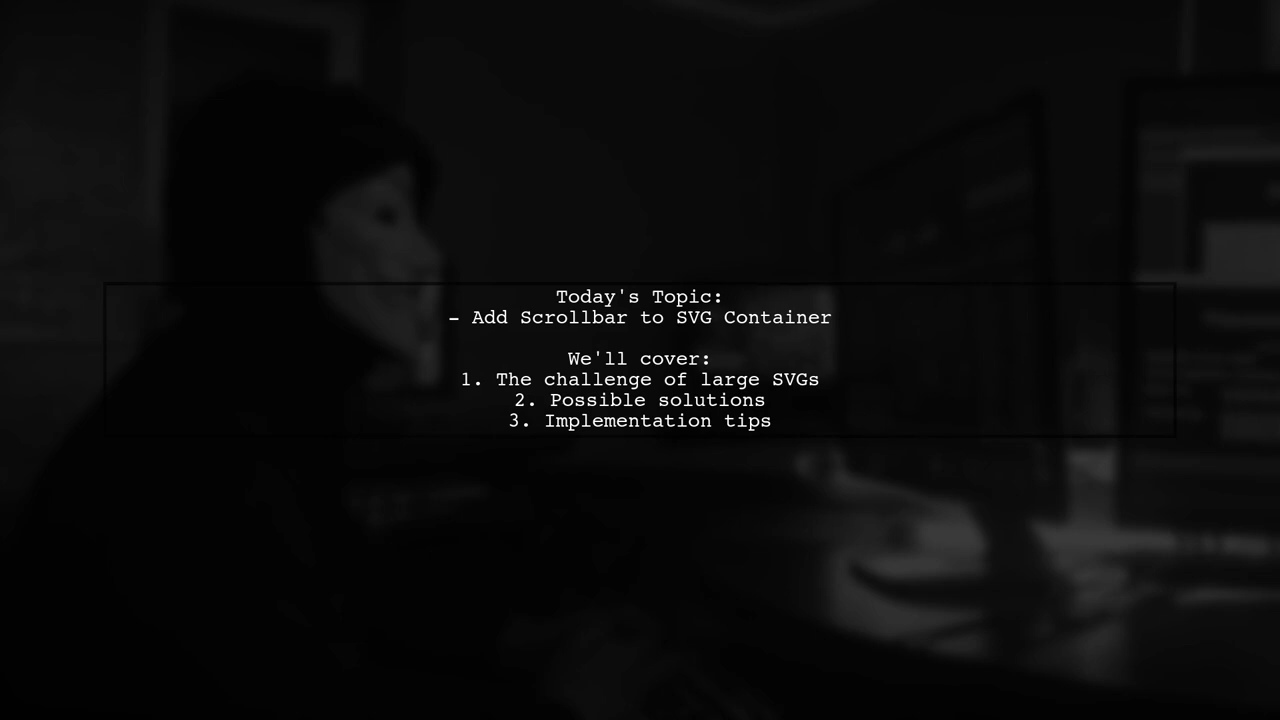 Today's Topic:
– Add Scrollbar to SVG Container
We'll cover:
1. The challenge of large SVGs
2. Possible solutions
3. Implementation tips